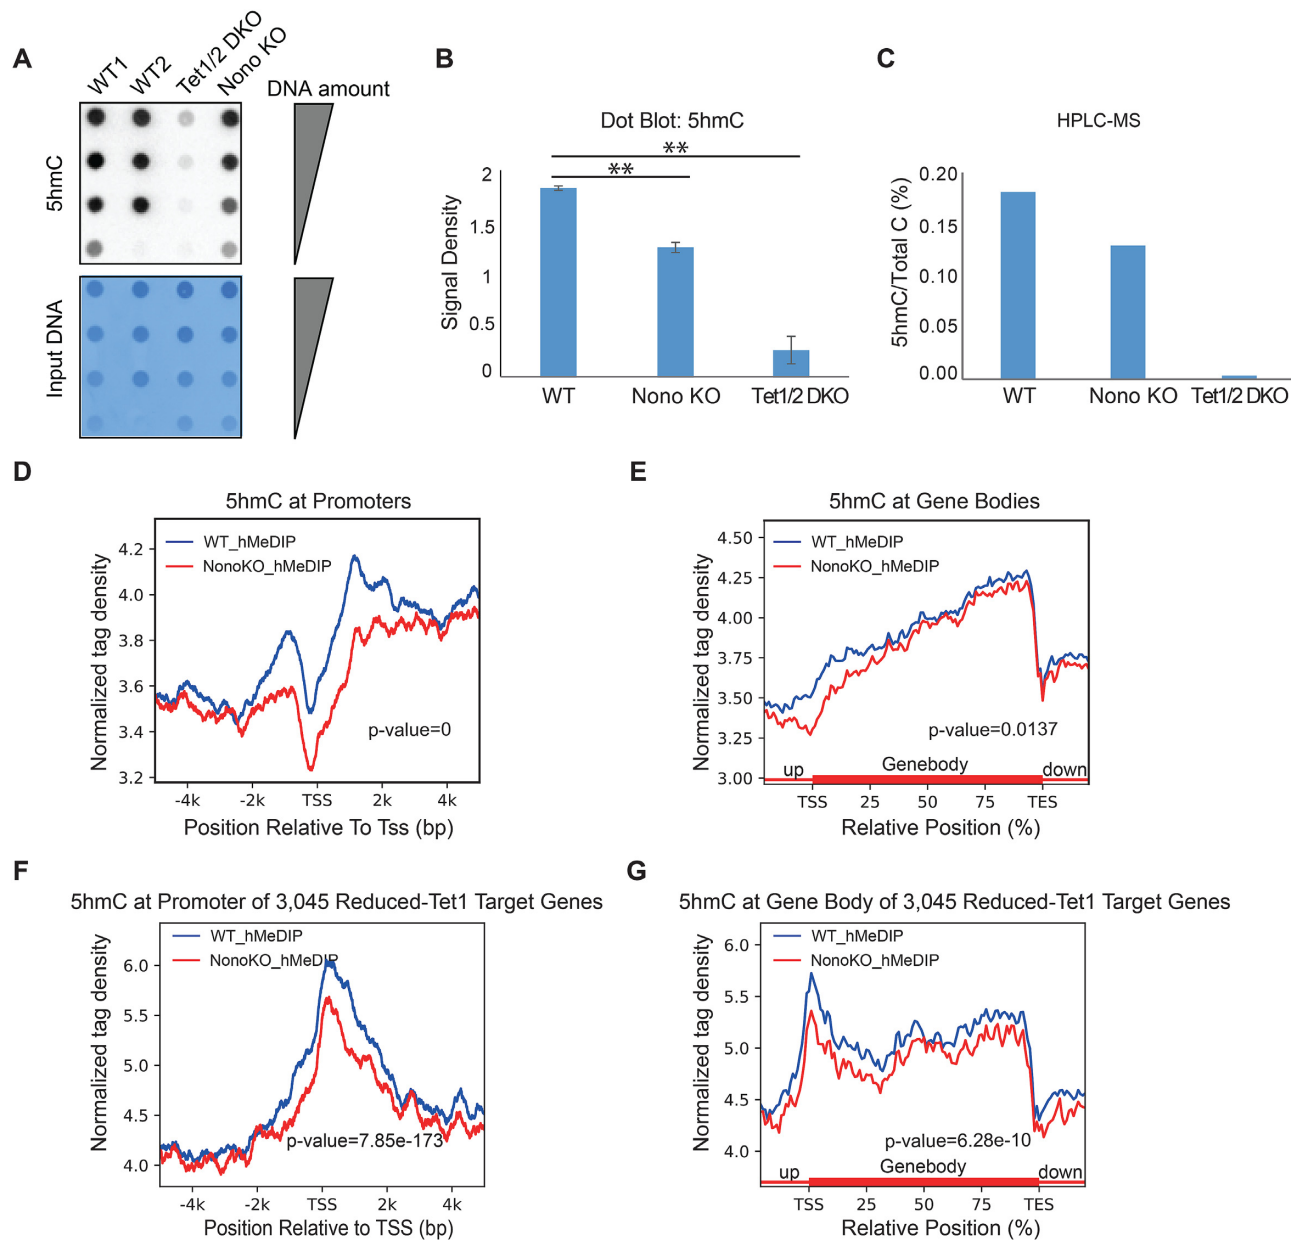 A
WT1
WT2
Tet1/2 DKO
Nono KO
DNA amount
5hmC
Input DNA
B
Dot Blot: 5hmC
**
**
Signal Density
2
1.5
1
0.5
0
WT
Nono KO
Tet1/2 DKO
C
HPLC-MS
5hmC/Total C (%)
0.20
0.15
0.10
0.05
0.00
WT
Nono KO
Tet1/2 DKO
D
5hmC at Promoters
WT_hMeDIP
NonoKO_hMeDIP
Normalized tag density
4.2
4.0
3.8
3.6
3.4
3.2
p-value=0
-4k
-2k
TSS
2k
4k
Position Relative To Tss (bp)
E
5hmC at Gene Bodies
WT_hMeDIP
NonoKO_hMeDIP
Normalized tag density
4.50
4.25
4.00
3.75
3.50
3.25
3.00
p-value=0.0137
up
Genebody
down
TSS
25
50
75
TES
Relative Position (%)
F
5hmC at Promoter of 3,045 Reduced-Tet1 Target Genes
WT_hMeDIP
NonoKO_hMeDIP
Normalized tag density
6.0
5.5
5.0
4.5
4.0
p-value=7.85e-173
-4k
-2k
TSS
2k
4k
Position Relative to TSS (bp)
G
5hmC at Gene Body of 3,045 Reduced-Tet1 Target Genes
WT_hMeDIP
NonoKO_hMeDIP
Normalized tag density
6.0
5.5
5.0
4.5
4.0
p-value=6.28e-10
up
Genebody
down
TSS
25
50
75
TES
Relative Position (%)